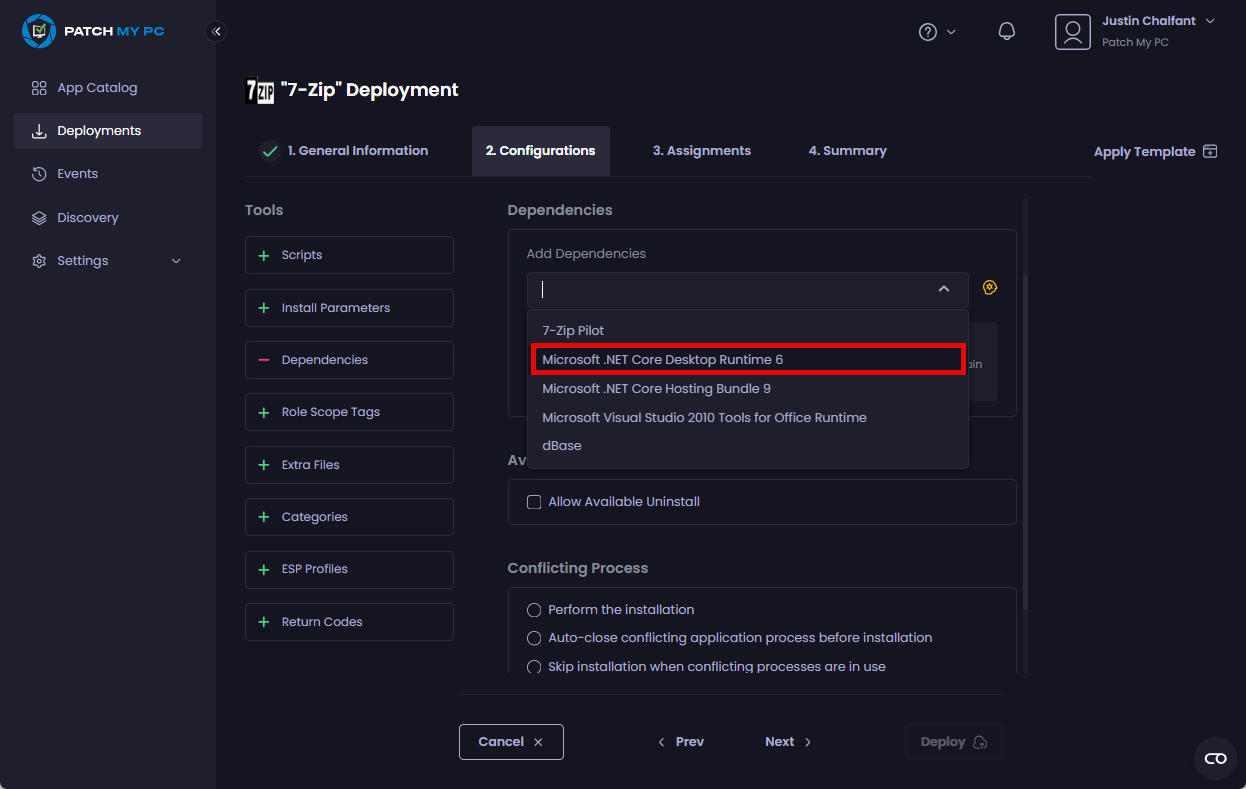 PATCH MY PC
Justin Chalfant
Patch My PC
App Catalog
Deployments
Events
Discovery
Settings
7ZIP "7-Zip" Deployment
1. General Information
2. Configurations
3. Assignments
4. Summary
Apply Template
Tools
Scripts
Install Parameters
Dependencies
Role Scope Tags
Extra Files
Categories
ESP Profiles
Return Codes
Dependencies
Add Dependencies
7-Zip Pilot
Microsoft .NET Core Desktop Runtime 6
Microsoft .NET Core Hosting Bundle 9
Microsoft Visual Studio 2010 Tools for Office Runtime
dBase
ain
Av
Allow Available Uninstall
Conflicting Process
Perform the installation
Auto-close conflicting application process before installation
Skip installation when conflicting processes are in use
Cancel
Prev
Next
Deploy